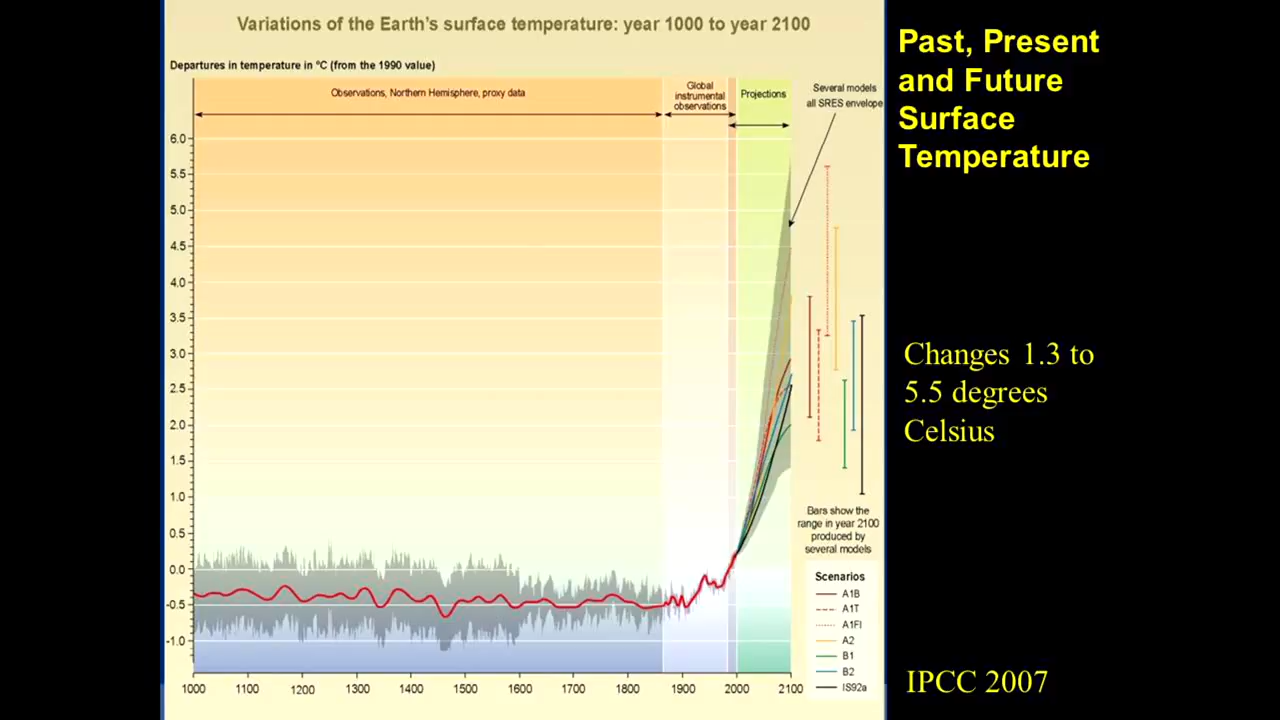 Variations of the Earth's surface temperature: year 1000 to year 2100
Departures in temperature in °C (from the 1990 value)
Observations, Northern Hemisphere, proxy data
Global
instrumental
observations
Projections
Several models
all SRES envelope
6.0
5.5
5.0
4.5
4.0
3.5
3.0
2.5
2.0
1.5
1.0
0.5
0.0
-0.5
-1.0
1000
1100
1200
1300
1400
1500
1600
1700
1800
1900
2000
2100
Bars show the
range in year 2100
produced by
several models
Scenarios
A1B
A1T
A1FI
A2
B1
B2
IS92a
Past, Present
and Future
Surface
Temperature
Changes 1.3 to
5.5 degrees
Celsius
IPCC 2007